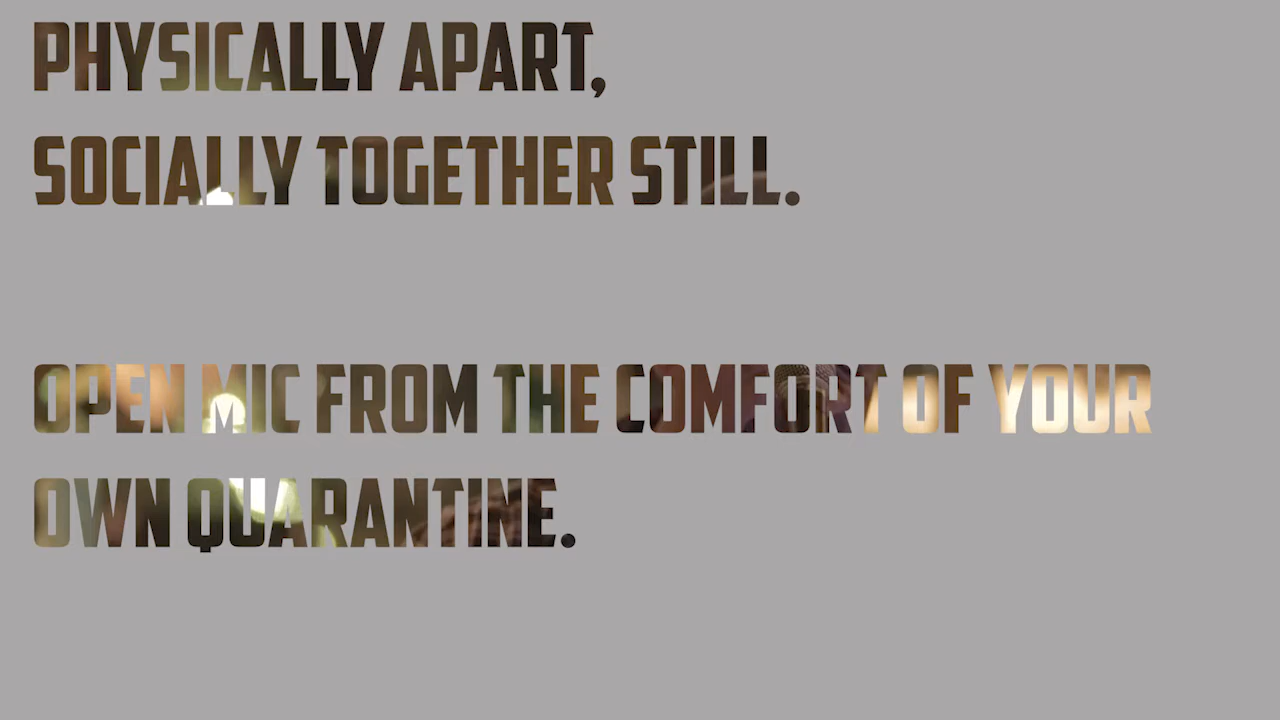 PHYSICALLY APART,
SOCIALLY TOGETHER STILL.
OPEN MIC FROM THE COMFORT OF YOUR
OWN QUARANTINE.